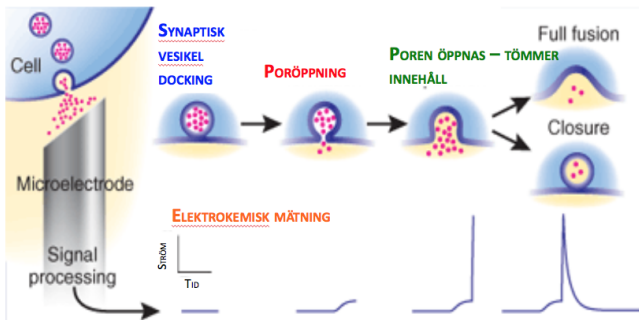 Cell
Microelectrode
Signal
processing
SYNAPTISK
VESIKEL
DOCKING
PORÖPPNING
POREN ÖPPNAS – TÖMMER
INNEHÅLL
Full fusion
Closure
ELEKTROKEMISK MÄTNING
STRÖM
TID